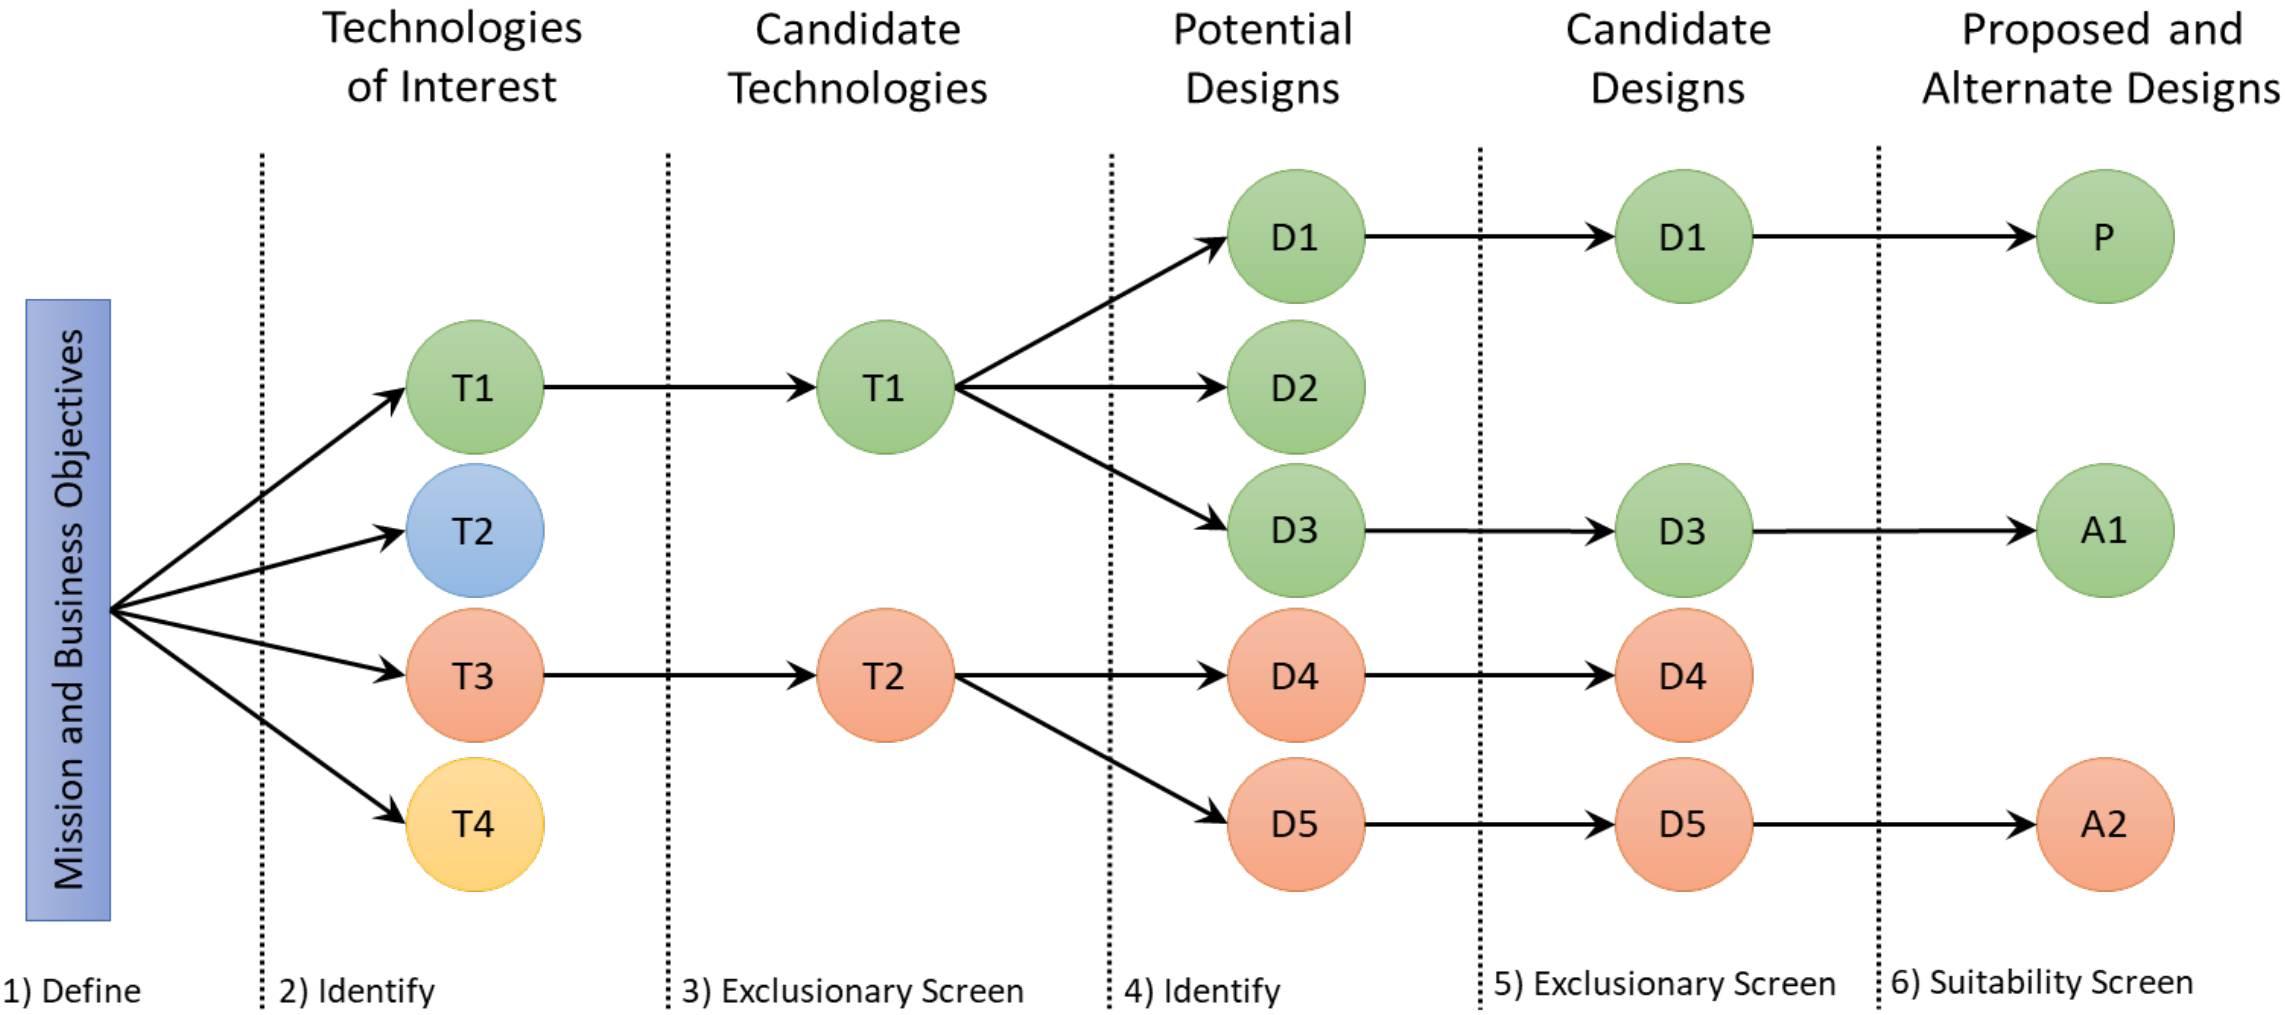 Technologies
of Interest
Candidate
Technologies
Potential
Designs
Candidate
Designs
Proposed and
Alternate Designs
Mission and Business Objectives
T1
T2
T3
T4
T1
T2
D1
D2
D3
D4
D5
D1
D3
D4
D5
P
A1
A2
1) Define
2) Identify
3) Exclusionary Screen
4) Identify
5) Exclusionary Screen
6) Suitability Screen